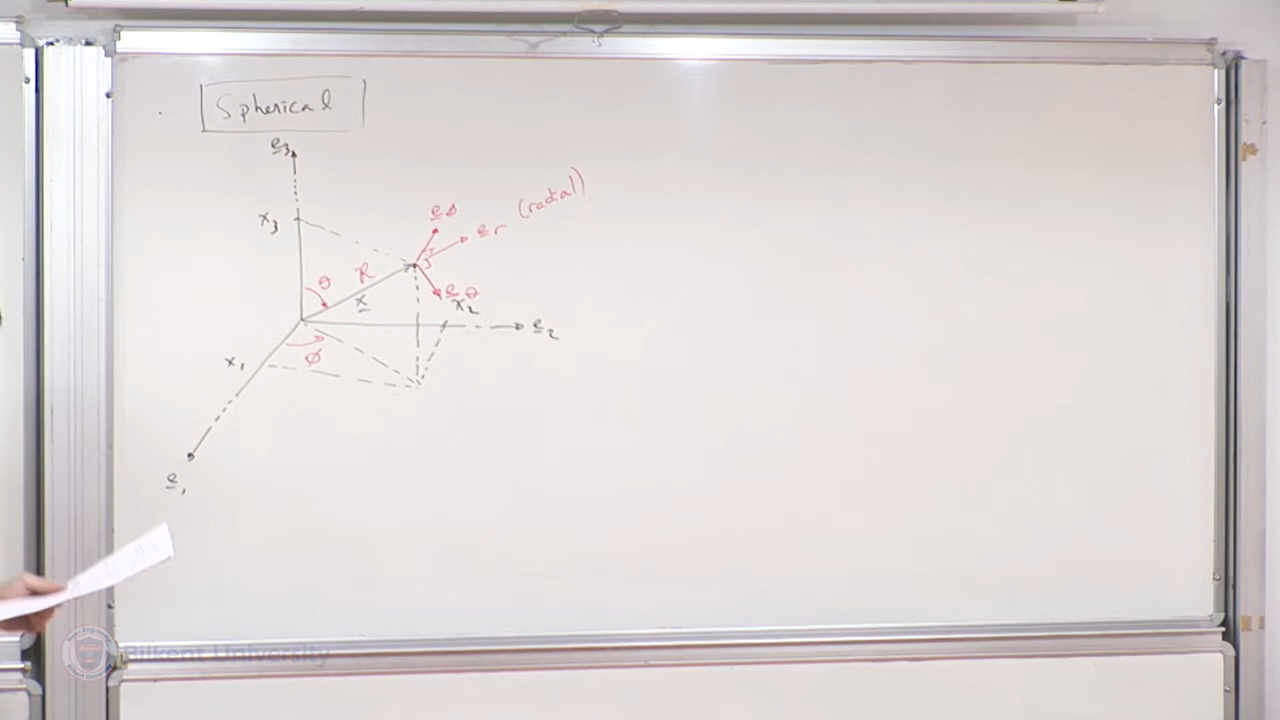 Spherical
e3
x3
eϕ
er (radial)
θ
R
x
eθ
x2
e2
x1
ϕ
e1
Bilkent University